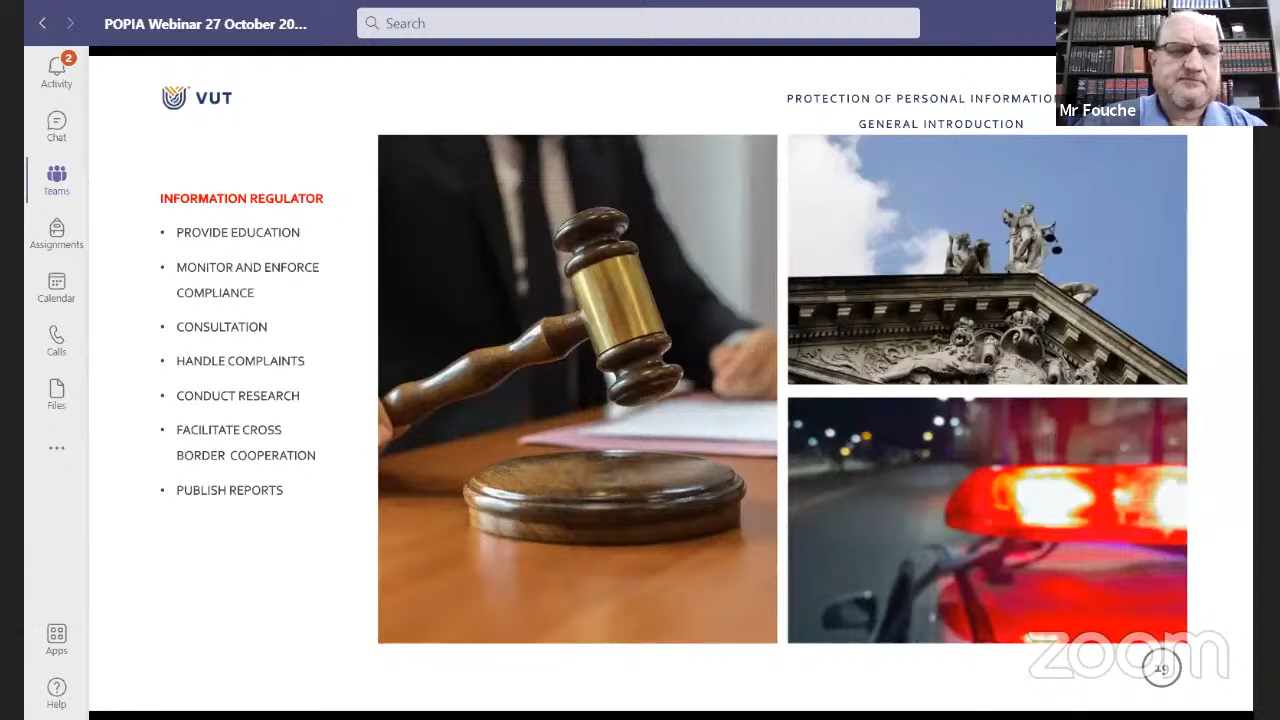 POPIA Webinar 27 October 20...
Search
2
Activity
Chat
Teams
Assignments
Calendar
Calls
Files
Apps
Help
VUT
PROTECTION OF PERSONAL INFORMATIO
GENERAL INTRODUCTION
Mr Fouche
INFORMATION REGULATOR
• PROVIDE EDUCATION
• MONITOR AND ENFORCE
COMPLIANCE
• CONSULTATION
• HANDLE COMPLAINTS
• CONDUCT RESEARCH
• FACILITATE CROSS
BORDER COOPERATION
• PUBLISH REPORTS
zoom
19